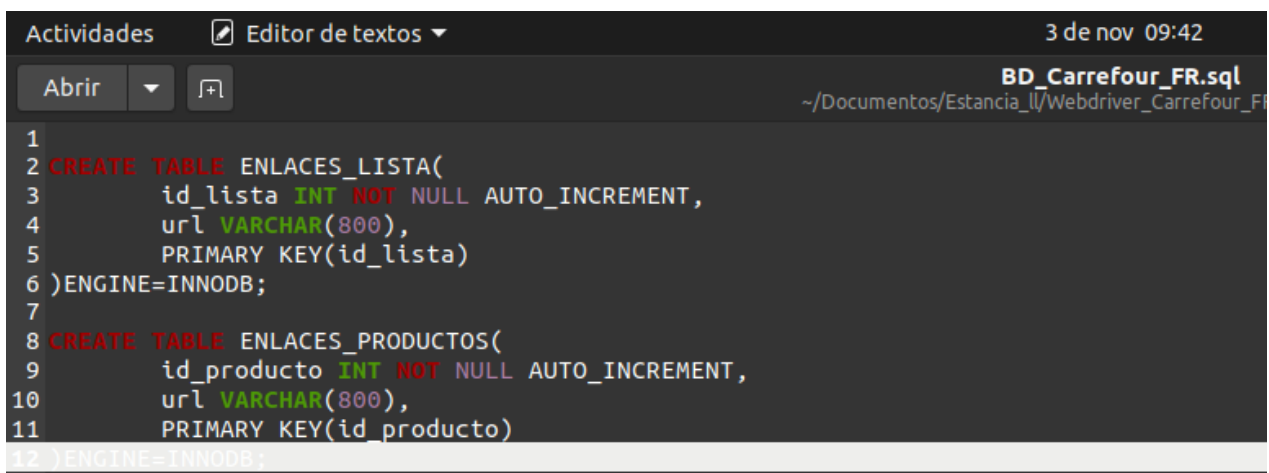 Actividades Editor de textos 3 de nov 09:42
Abrir BD_Carrefour_FR.sql
~/Documentos/Estancia_ll/Webdriver_Carrefour_FR
1
2 CREATE TABLE ENLACES_LISTA(
3 id_lista INT NOT NULL AUTO_INCREMENT,
4 url VARCHAR(800),
5 PRIMARY KEY(id_lista)
6 )ENGINE=INNODB;
7
8 CREATE TABLE ENLACES_PRODUCTOS(
9 id_producto INT NOT NULL AUTO_INCREMENT,
10 url VARCHAR(800),
11 PRIMARY KEY(id_producto)
12 )ENGINE=INNODB;